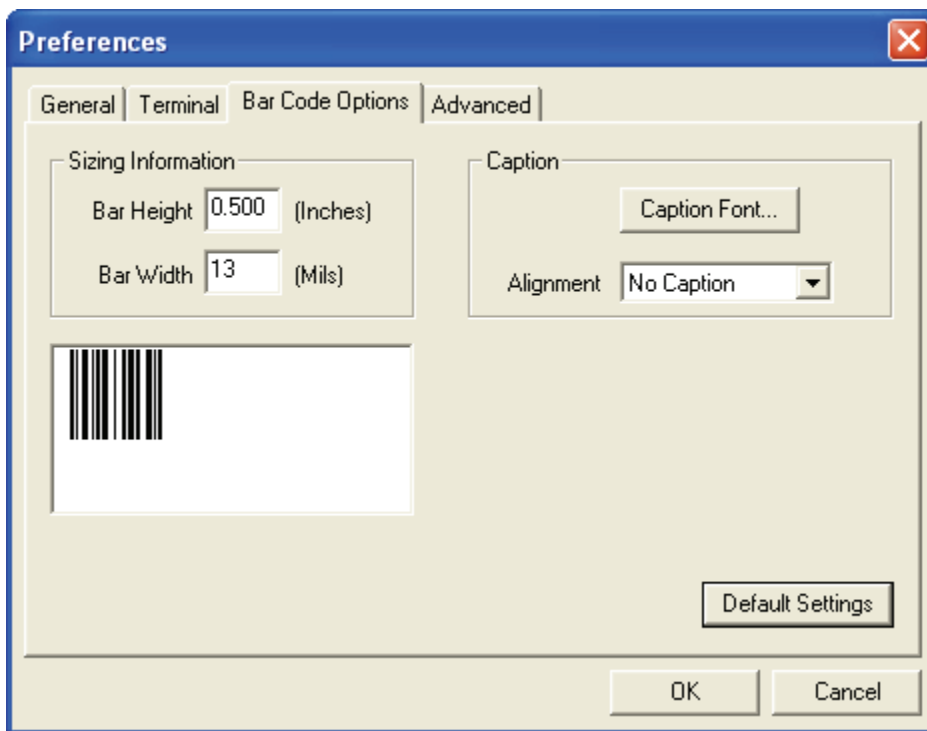 Preferences
General Terminal Bar Code Options Advanced
Sizing Information
Bar Height 0.500 (Inches)
Bar Width 13 (Mils)
Caption
Caption Font...
Alignment No Caption
Default Settings
OK Cancel